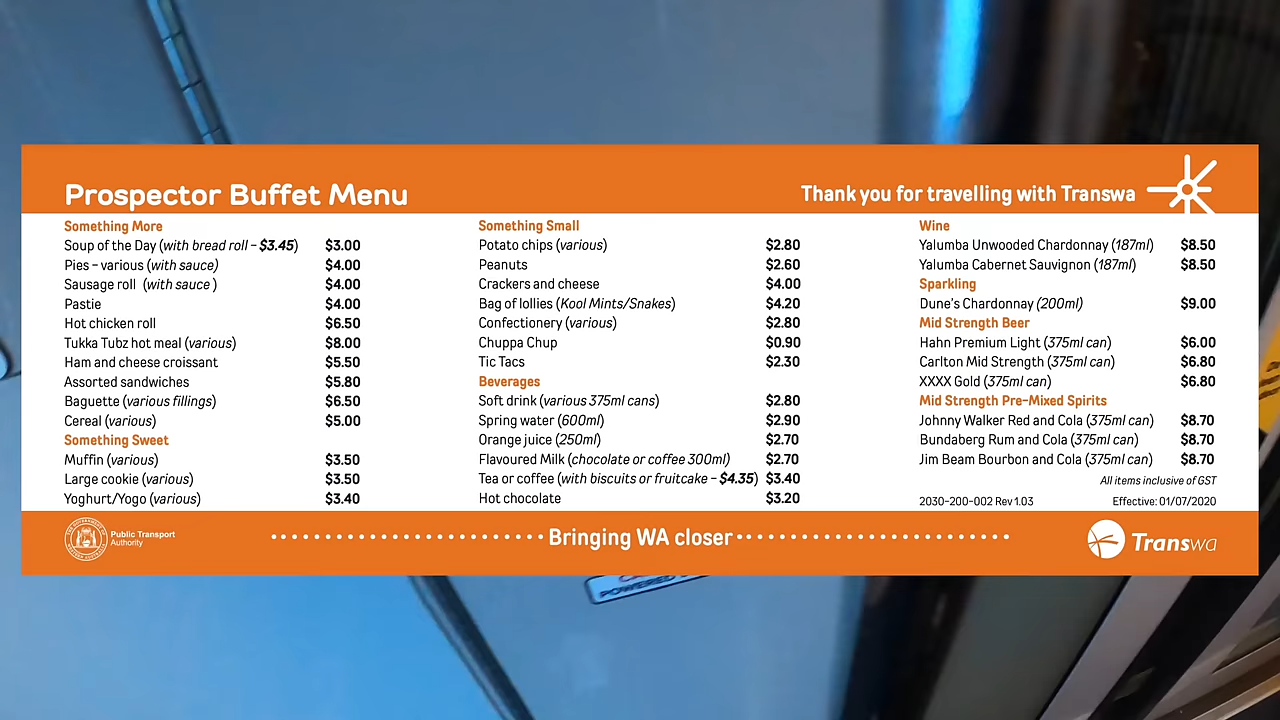 Prospector Buffet Menu
Thank you for travelling with Transwa
Something More
Soup of the Day (with bread roll – $3.45) $3.00
Pies – various (with sauce) $4.00
Sausage roll (with sauce ) $4.00
Pastie $4.00
Hot chicken roll $6.50
Tukka Tubz hot meal (various) $8.00
Ham and cheese croissant $5.50
Assorted sandwiches $5.80
Baguette (various fillings) $6.50
Cereal (various) $5.00
Something Sweet
Muffin (various) $3.50
Large cookie (various) $3.50
Yoghurt/Yogo (various) $3.40
Something Small
Potato chips (various) $2.80
Peanuts $2.60
Crackers and cheese $4.00
Bag of lollies (Kool Mints/Snakes) $4.20
Confectionery (various) $2.80
Chuppa Chup $0.90
Tic Tacs $2.30
Beverages
Soft drink (various 375ml cans) $2.80
Spring water (600ml) $2.90
Orange juice (250ml) $2.70
Flavoured Milk (chocolate or coffee 300ml) $2.70
Tea or coffee (with biscuits or fruitcake – $4.35) $3.40
Hot chocolate $3.20
Wine
Yalumba Unwooded Chardonnay (187ml) $8.50
Yalumba Cabernet Sauvignon (187ml) $8.50
Sparkling
Dune's Chardonnay (200ml) $9.00
Mid Strength Beer
Hahn Premium Light (375ml can) $6.00
Carlton Mid Strength (375ml can) $6.80
XXXX Gold (375ml can) $6.80
Mid Strength Pre-Mixed Spirits
Johnny Walker Red and Cola (375ml can) $8.70
Bundaberg Rum and Cola (375ml can) $8.70
Jim Beam Bourbon and Cola (375ml can) $8.70
All items inclusive of GST
2030-200-002 Rev 1.03 Effective: 01/07/2020
Public Transport
Authority
Bringing WA closer
Transwa
POWERED